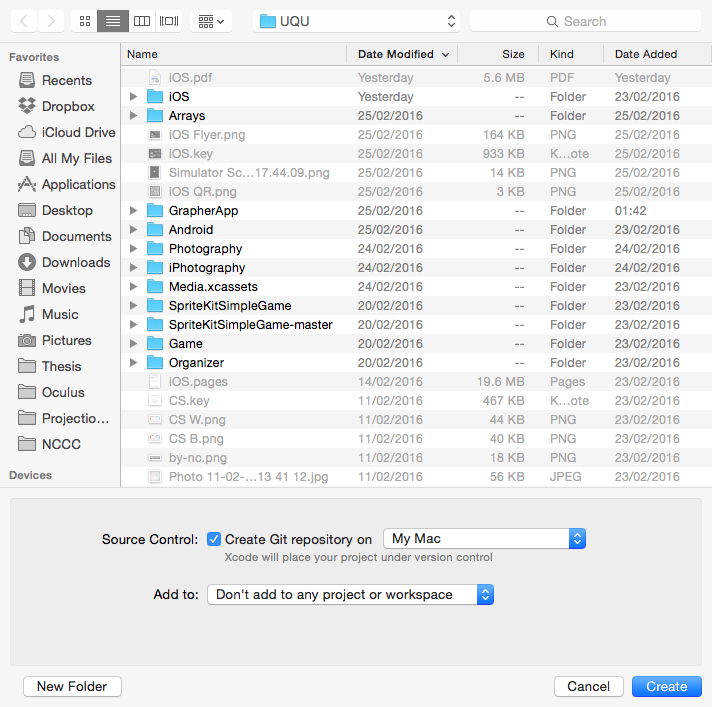 UQU
Search
Favorites
Recents
Dropbox
iCloud Drive
All My Files
Applications
Desktop
Documents
Downloads
Movies
Music
Pictures
Thesis
Oculus
Projectio...
NCCC
Devices
Name Date Modified Size Kind Date Added
iOS.pdf Yesterday 5.6 MB PDF Yesterday
iOS Yesterday -- Folder 23/02/2016
Arrays 25/02/2016 -- Folder 25/02/2016
iOS Flyer.png 25/02/2016 164 KB PNG 25/02/2016
iOS.key 25/02/2016 933 KB K...ote 23/02/2016
Simulator Sc...17.44.09.png 25/02/2016 14 KB PNG 25/02/2016
iOS QR.png 25/02/2016 3 KB PNG 25/02/2016
GrapherApp 25/02/2016 -- Folder 01:42
Android 25/02/2016 -- Folder 23/02/2016
Photography 24/02/2016 -- Folder 24/02/2016
iPhotography 24/02/2016 -- Folder 24/02/2016
Media.xcassets 24/02/2016 -- Folder 24/02/2016
SpriteKitSimpleGame 20/02/2016 -- Folder 23/02/2016
SpriteKitSimpleGame-master 20/02/2016 -- Folder 23/02/2016
Game 20/02/2016 -- Folder 23/02/2016
Organizer 20/02/2016 -- Folder 23/02/2016
iOS.pages 14/02/2016 19.6 MB Pages 23/02/2016
CS.key 11/02/2016 467 KB K...ote 23/02/2016
CS W.png 11/02/2016 44 KB PNG 23/02/2016
CS B.png 11/02/2016 40 KB PNG 23/02/2016
by-nc.png 11/02/2016 18 KB PNG 23/02/2016
Photo 11-02-...13 41 12.jpg 11/02/2016 56 KB JPEG 23/02/2016
Source Control: Create Git repository on My Mac
Xcode will place your project under version control
Add to: Don't add to any project or workspace
New Folder Cancel Create